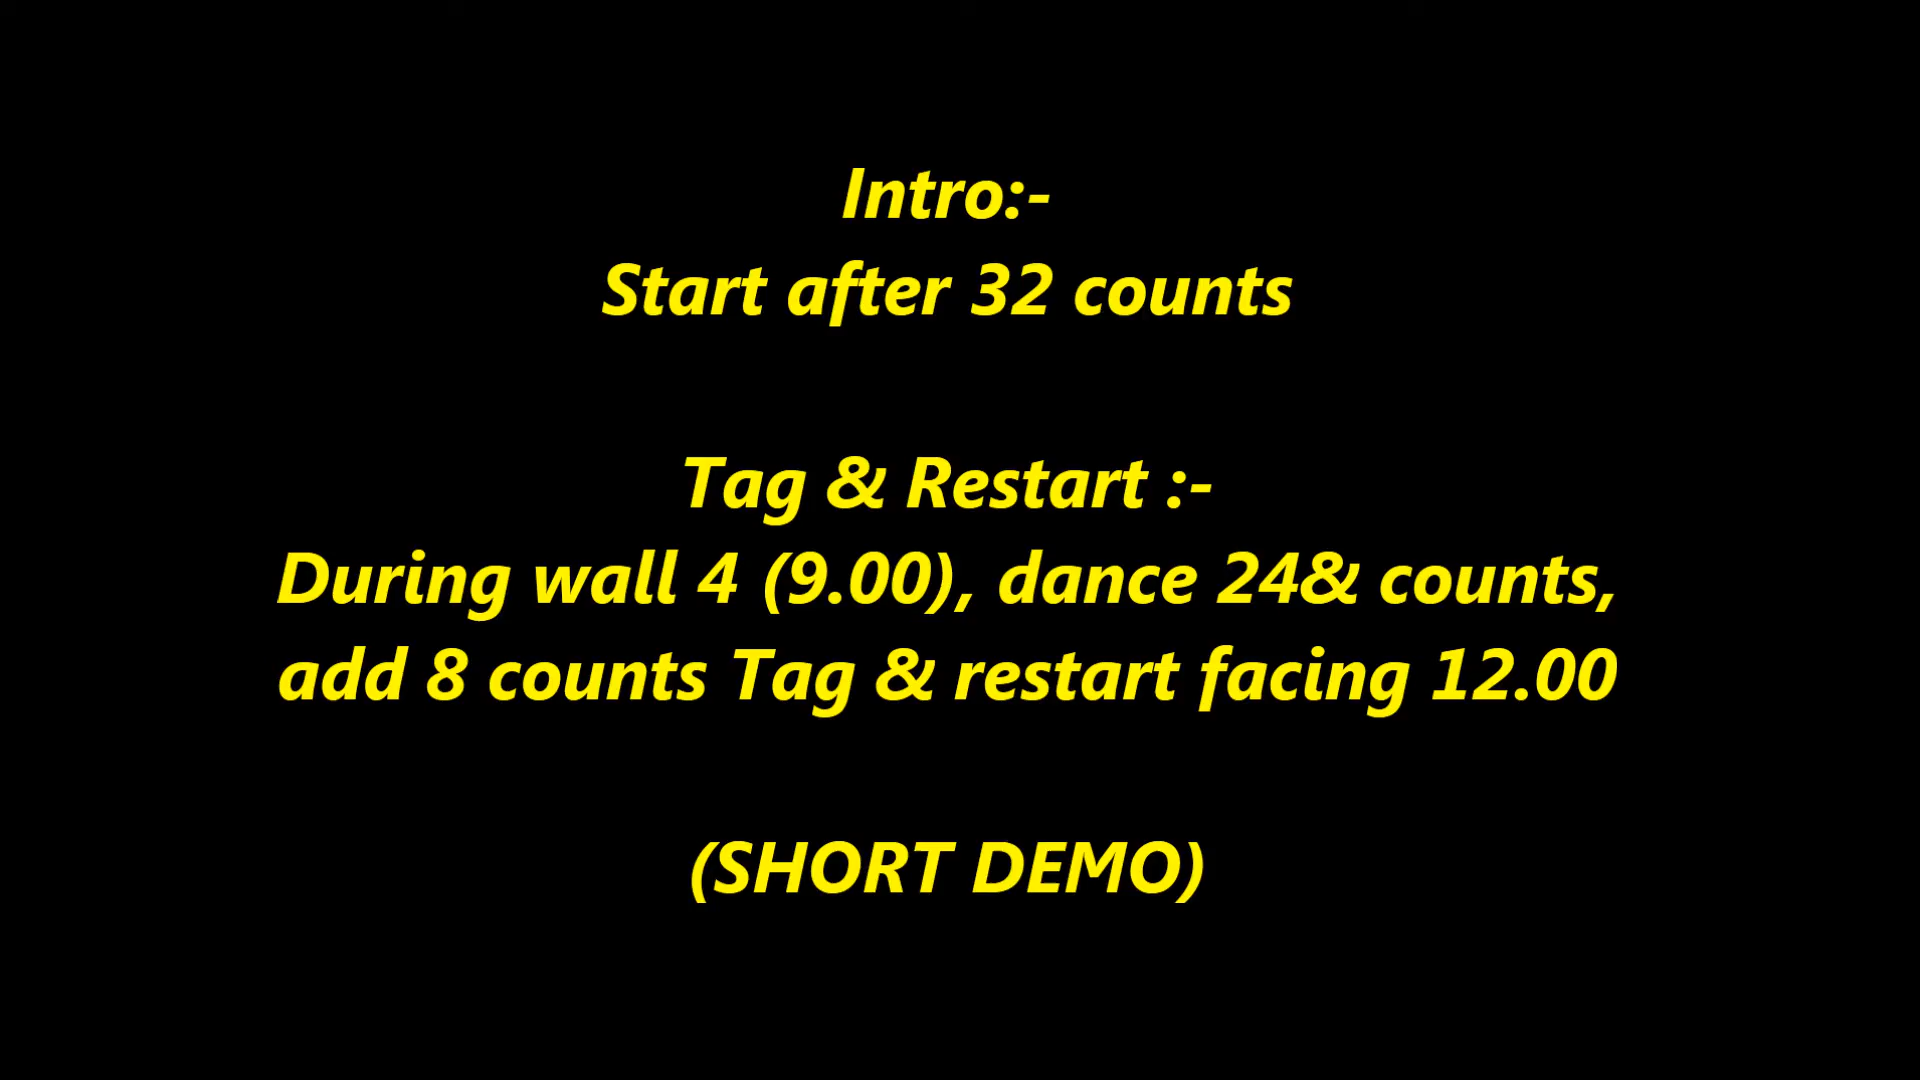 Intro:-
Start after 32 counts
Tag & Restart :-
During wall 4 (9.00), dance 24& counts,
add 8 counts Tag & restart facing 12.00
(SHORT DEMO)